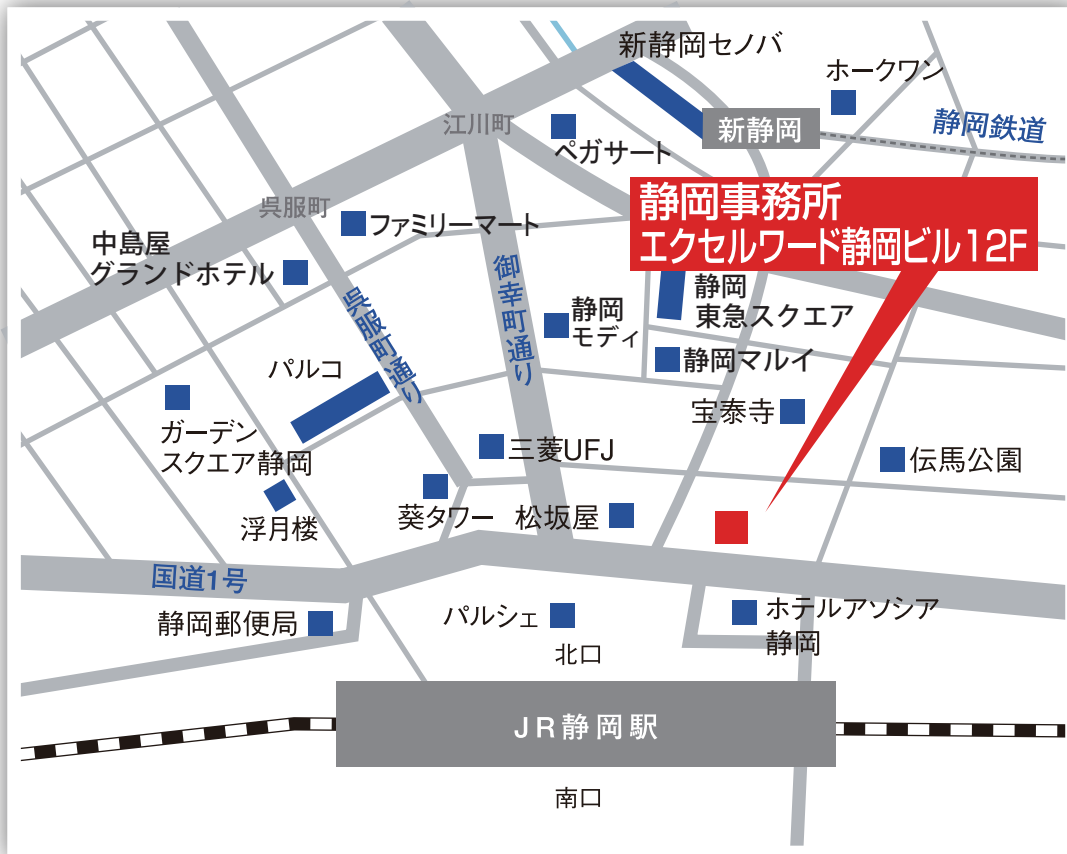 新静岡セノバ
ホークワン
江川町
ペガサート
新静岡
静岡鉄道
静岡事務所
エクセルワード静岡ビル12F
呉服町
ファミリーマート
中島屋
グランドホテル
御幸町通り
呉服町通り
静岡
モディ
静岡
東急スクエア
静岡マルイ
パルコ
宝泰寺
ガーデン
スクエア静岡
三菱UFJ
伝馬公園
浮月楼
葵タワー
松坂屋
国道1号
静岡郵便局
パルシェ
ホテルアソシア
静岡
北口
JR静岡駅
南口